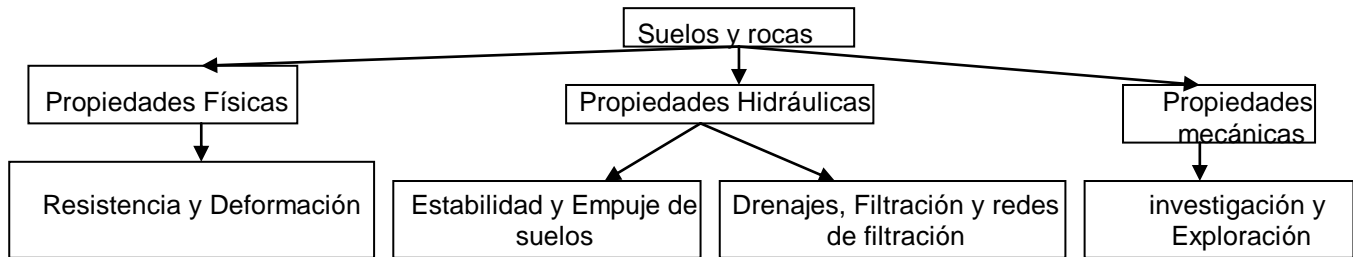 Suelos y rocas
Propiedades Físicas
Propiedades Hidráulicas
Propiedades
mecánicas
Resistencia y Deformación
Estabilidad y Empuje de
suelos
Drenajes, Filtración y redes
de filtración
investigación y
Exploración